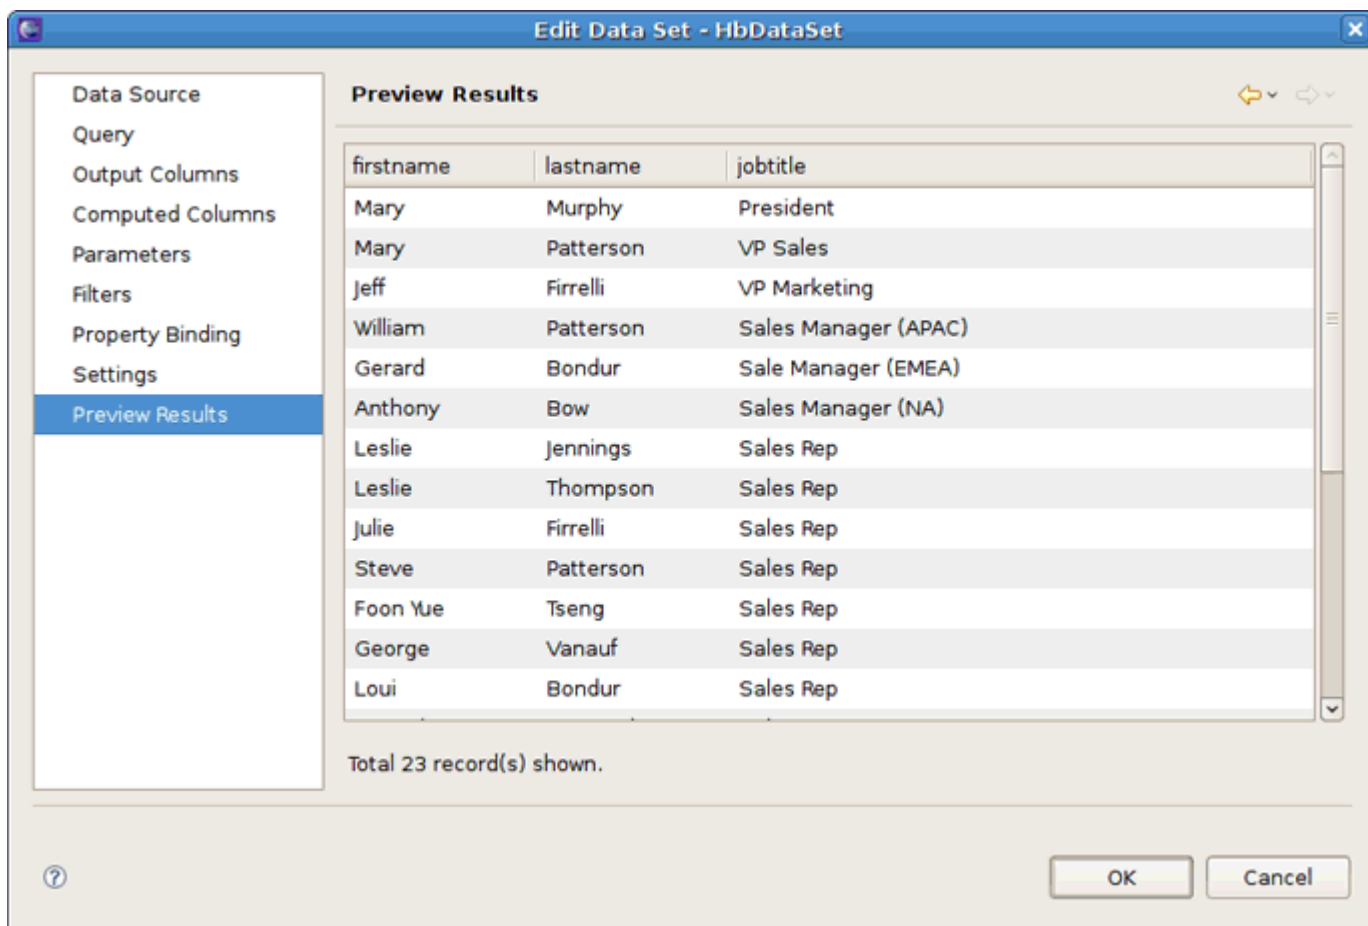 Edit Data Set - HbDataSet
Data Source
Query
Output Columns
Computed Columns
Parameters
Filters
Property Binding
Settings
Preview Results
Preview Results
firstname lastname jobtitle
Mary Murphy President
Mary Patterson VP Sales
Jeff Firrelli VP Marketing
William Patterson Sales Manager (APAC)
Gerard Bondur Sale Manager (EMEA)
Anthony Bow Sales Manager (NA)
Leslie Jennings Sales Rep
Leslie Thompson Sales Rep
Julie Firrelli Sales Rep
Steve Patterson Sales Rep
Foon Yue Tseng Sales Rep
George Vanauf Sales Rep
Loui Bondur Sales Rep
Total 23 record(s) shown.
?
OK Cancel